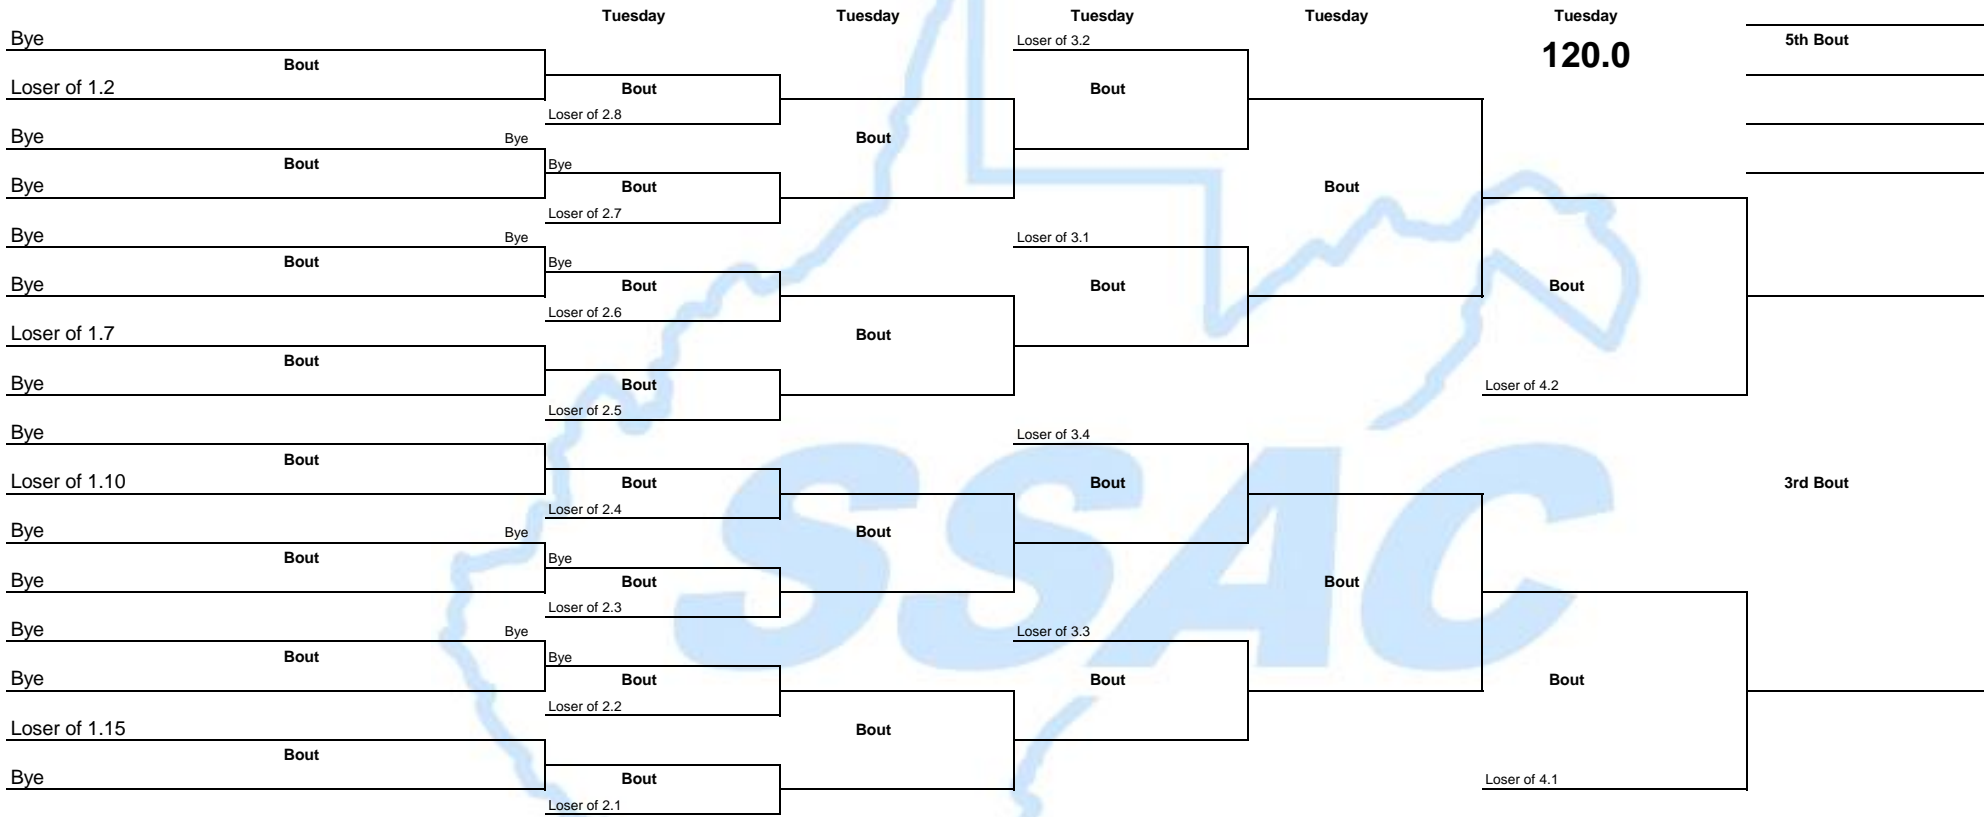 Tuesday Tuesday Tuesday Tuesday Tuesday
Bye Loser of 3.2 120.0 5th Bout
Bout
Loser of 1.2 Bout Bout
Loser of 2.8
Bye Bye Bout
Bout Bye
Bye Bout Bout
Loser of 2.7
Bye Bye Loser of 3.1
Bout Bye
Bye Bout Bout Bout
Loser of 2.6
Loser of 1.7 Bout
Bout
Bye Bout Loser of 4.2
Loser of 2.5
Bye Loser of 3.4
Bout
Loser of 1.10 Bout Bout 3rd Bout
Loser of 2.4
Bye Bye Bout
Bout Bye
Bye Bout Bout
Loser of 2.3
Bye Bye Loser of 3.3
Bout Bye
Bye Bout Bout Bout
Loser of 2.2
Loser of 1.15 Bout
Bout
Bye Bout Loser of 4.1
Loser of 2.1
SSAC